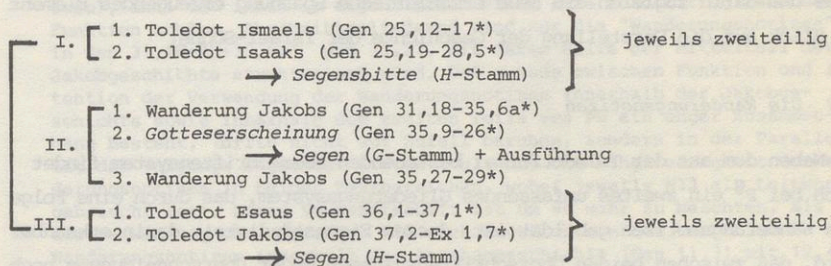 I. 1. Toledot Ismaels (Gen 25,12-17*) jeweils zweiteilig
2. Toledot Isaaks (Gen 25,19-28,5*)
→ Segensbitte (H-Stamm)
II. 1. Wanderung Jakobs (Gen 31,18-35,6a*)
2. Gotteserscheinung (Gen 35,9-26*)
→ Segen (G-Stamm) / Ausführung
3. Wanderung Jakobs (Gen 35,27-29*)
III. 1. Toledot Esaus (Gen 36,1-37,1*) jeweils zweiteilig
2. Toledot Jakobs (Gen 37,2-Ex 1,7*)
→ Segen (H-Stamm)